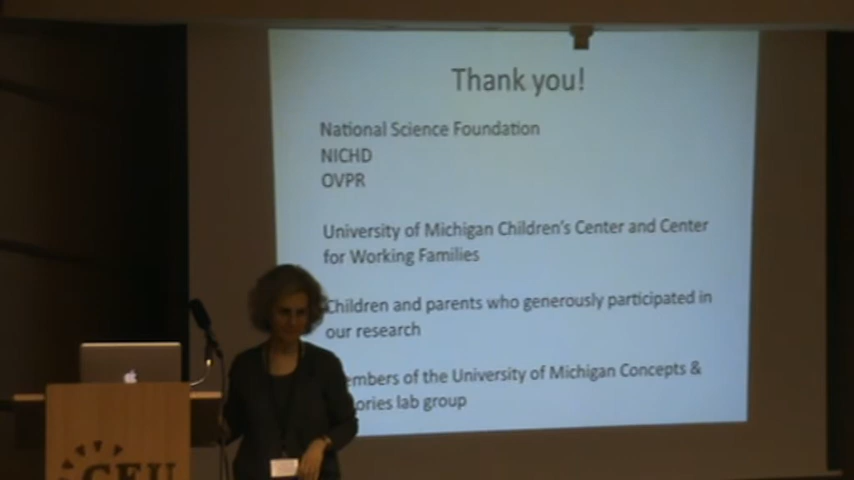 Thank you!
National Science Foundation
NICHD
OVPR
University of Michigan Children's Center and Center
for Working Families
Children and parents who generously participated in
our research
embers of the University of Michigan Concepts &
ories lab group
CEU